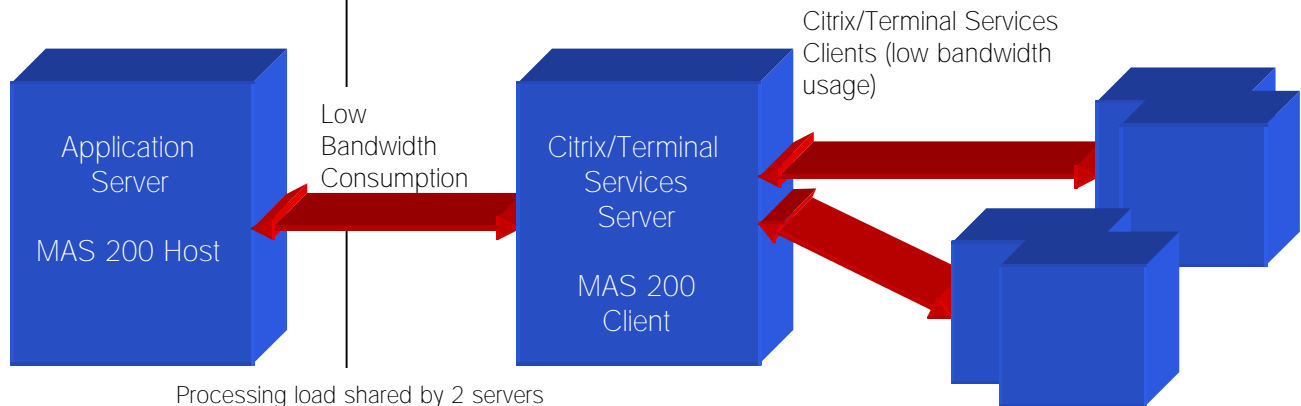 Citrix/Terminal Services
Clients (low bandwidth
usage)
Low
Bandwidth
Consumption
Application
Server
MAS 200 Host
Citrix/Terminal
Services
Server
MAS 200
Client
Processing load shared by 2 servers